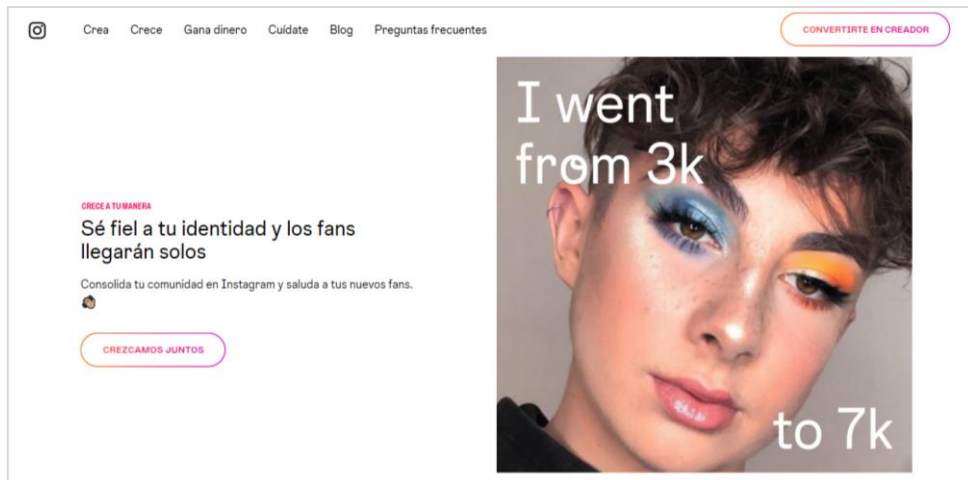 Crea Crece Gana dinero Cuídate Blog Preguntas frecuentes
CONVERTIRTE EN CREADOR
CRECE A TU MANERA
Sé fiel a tu identidad y los fans
llegarán solos
Consolida tu comunidad en Instagram y saluda a tus nuevos fans.
CREZCAMOS JUNTOS
I went
from 3k
to 7k